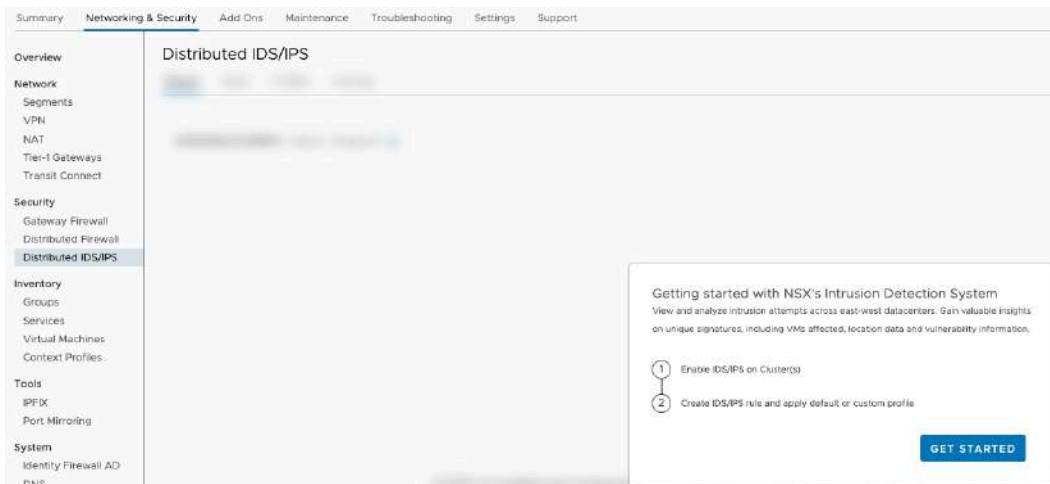 Summary Networking & Security Add Ons Maintenance Troubleshooting Settings Support
Overview
Network
Segments
VPN
NAT
Tier-1 Gateways
Transit Connect
Security
Gateway Firewall
Distributed Firewall
Distributed IDS/IPS
Inventory
Groups
Services
Virtual Machines
Context Profiles
Tools
IPFIX
Port Mirroring
System
Identity Firewall AD
DNS
Distributed IDS/IPS
Getting started with NSX's Intrusion Detection System
View and analyze intrusion attempts across east-west datacenters. Gain valuable insights
on unique signatures, including VMs affected, location data and vulnerability information.
1 Enable IDS/IPS on Cluster(s)
2 Create IDS/IPS rule and apply default or custom profile
GET STARTED